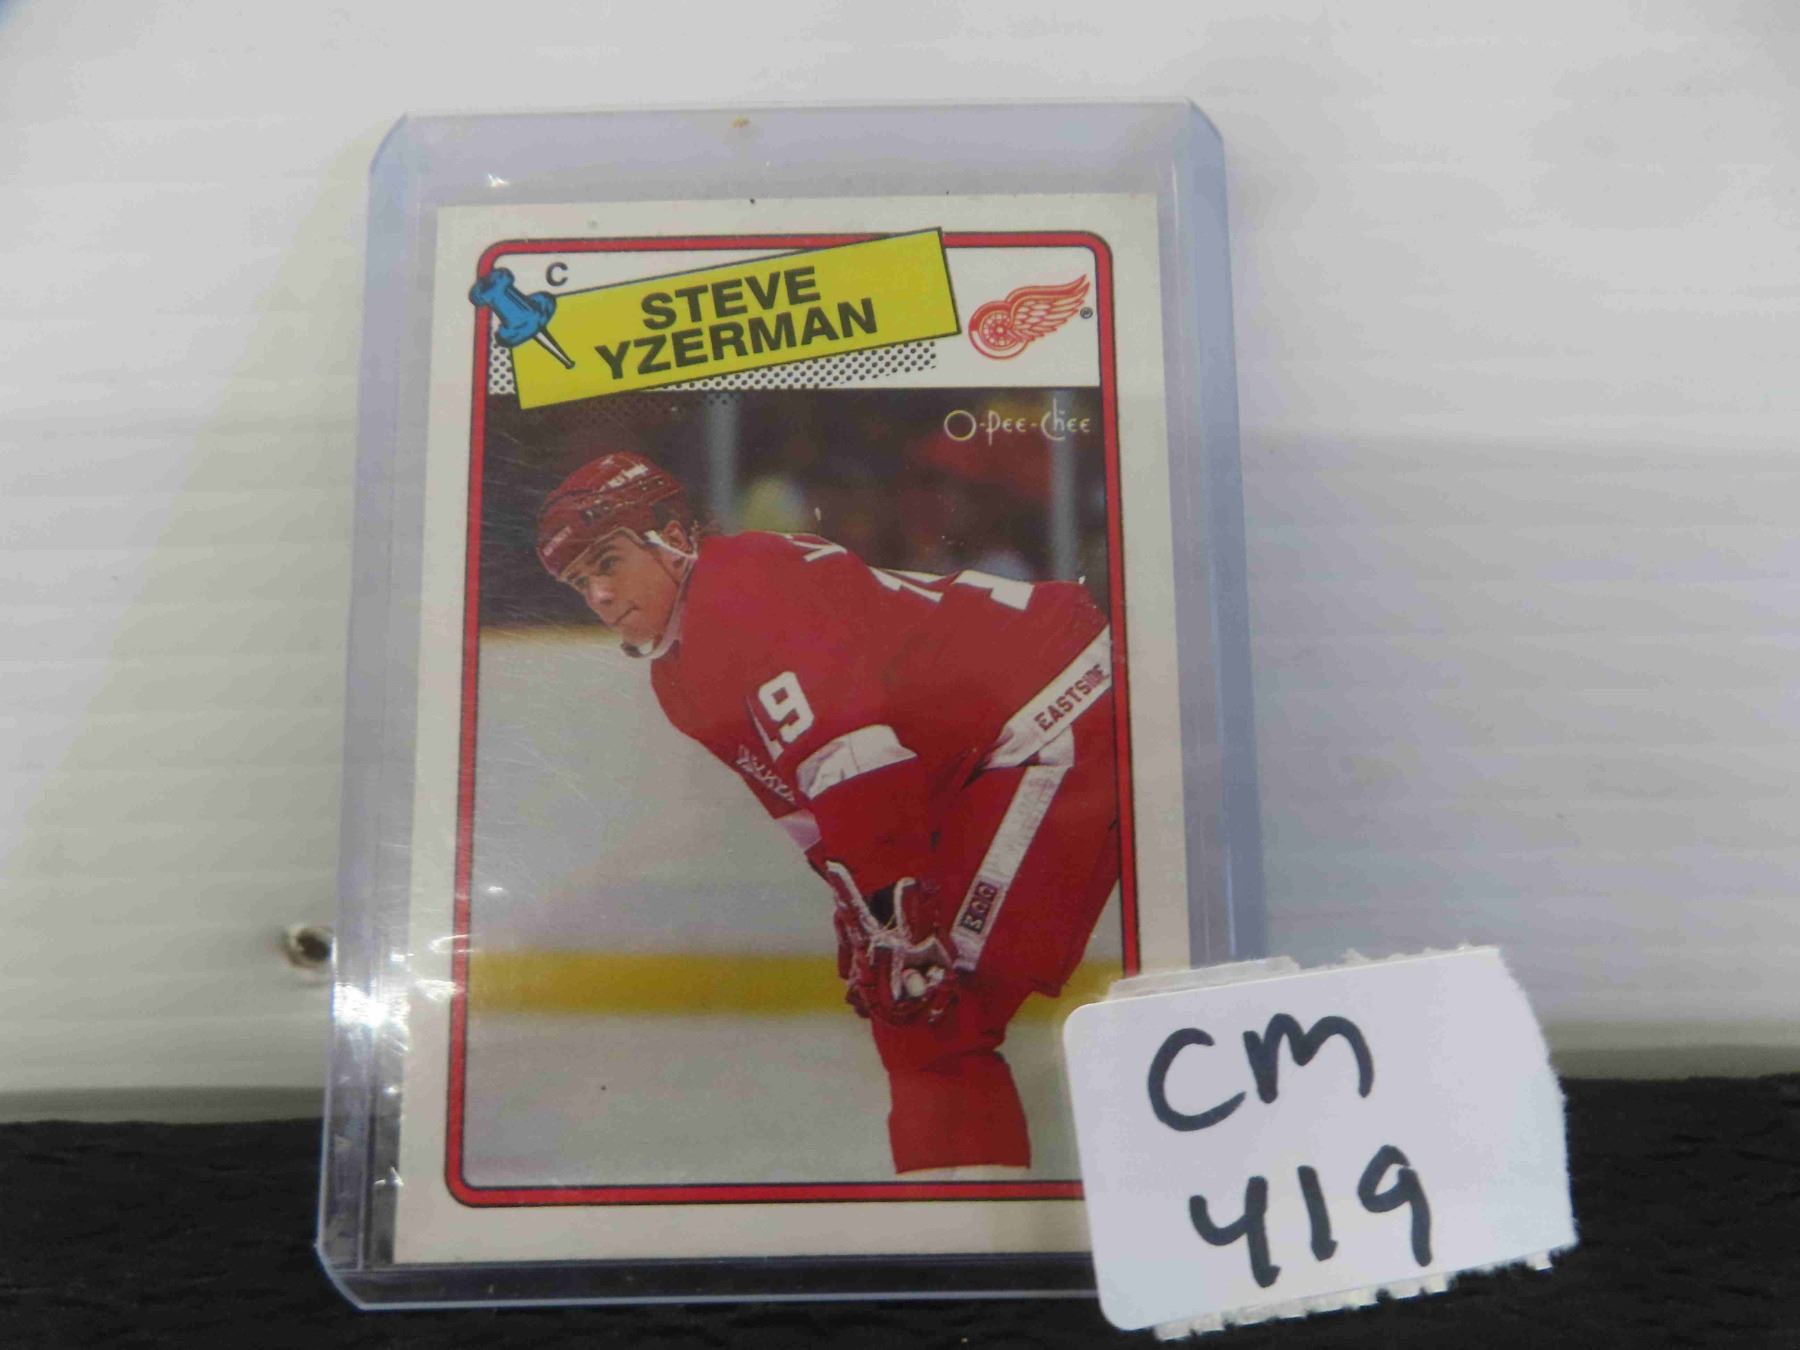 C
STEVE
YZERMAN
®
O-Pee-Chee
19
EASTSIDE
CM
419